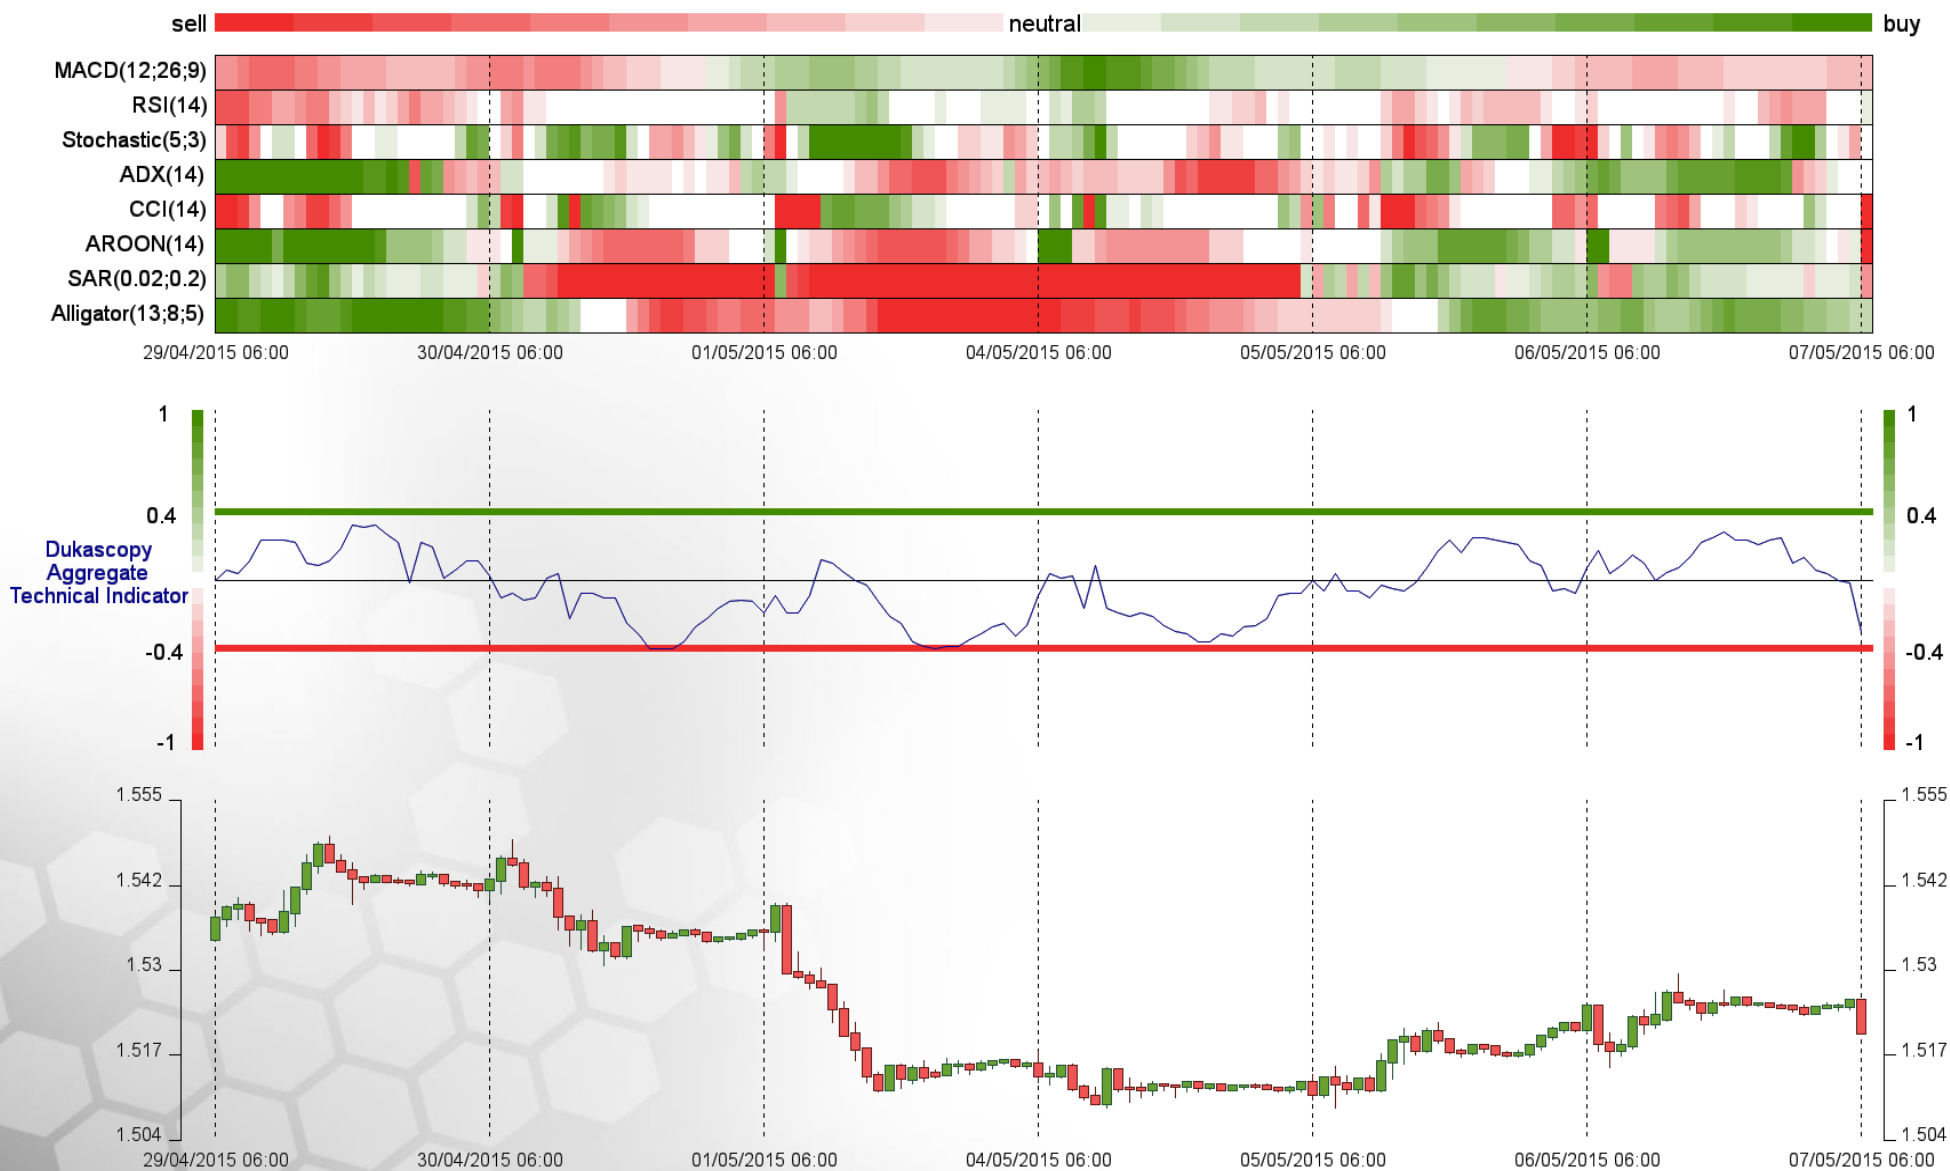 sell neutral buy
MACD(12;26;9)
RSI(14)
Stochastic(5;3)
ADX(14)
CCI(14)
AROON(14)
SAR(0.02;0.2)
Alligator(13;8;5)
29/04/2015 06:00 30/04/2015 06:00 01/05/2015 06:00 04/05/2015 06:00 05/05/2015 06:00 06/05/2015 06:00 07/05/2015 06:00
1 1
0.4 0.4
Dukascopy
Aggregate
Technical Indicator
-0.4 -0.4
-1 -1
1.555 1.555
1.542 1.542
1.53 1.53
1.517 1.517
1.504 1.504
29/04/2015 06:00 30/04/2015 06:00 01/05/2015 06:00 04/05/2015 06:00 05/05/2015 06:00 06/05/2015 06:00 07/05/2015 06:00